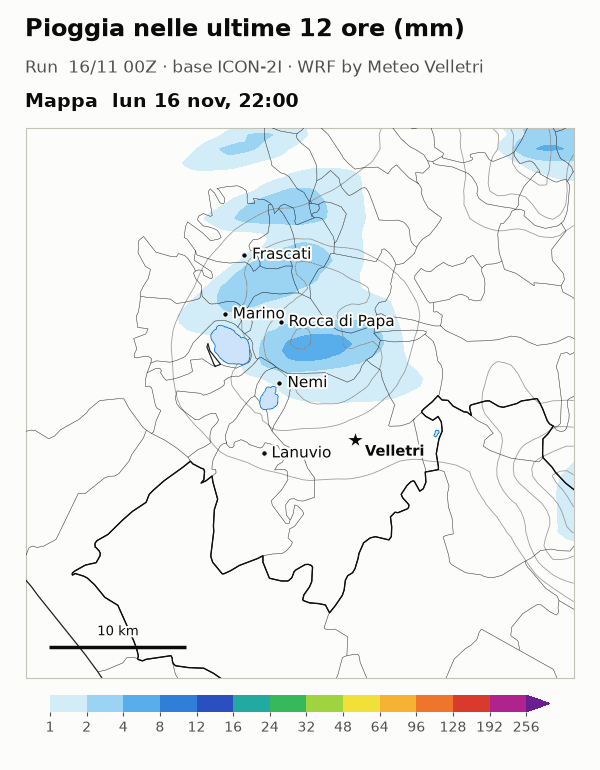 Pioggia nelle ultime 12 ore (mm)
Run  16/11 00Z · base ICON-2I · WRF by Meteo Velletri
Mappa  lun 16 nov, 22:00
Frascati
Marino
Rocca di Papa
Nemi
Velletri
Lanuvio
10 km
1 2 4 8 12 16 24 32 48 64 96 128 192 256